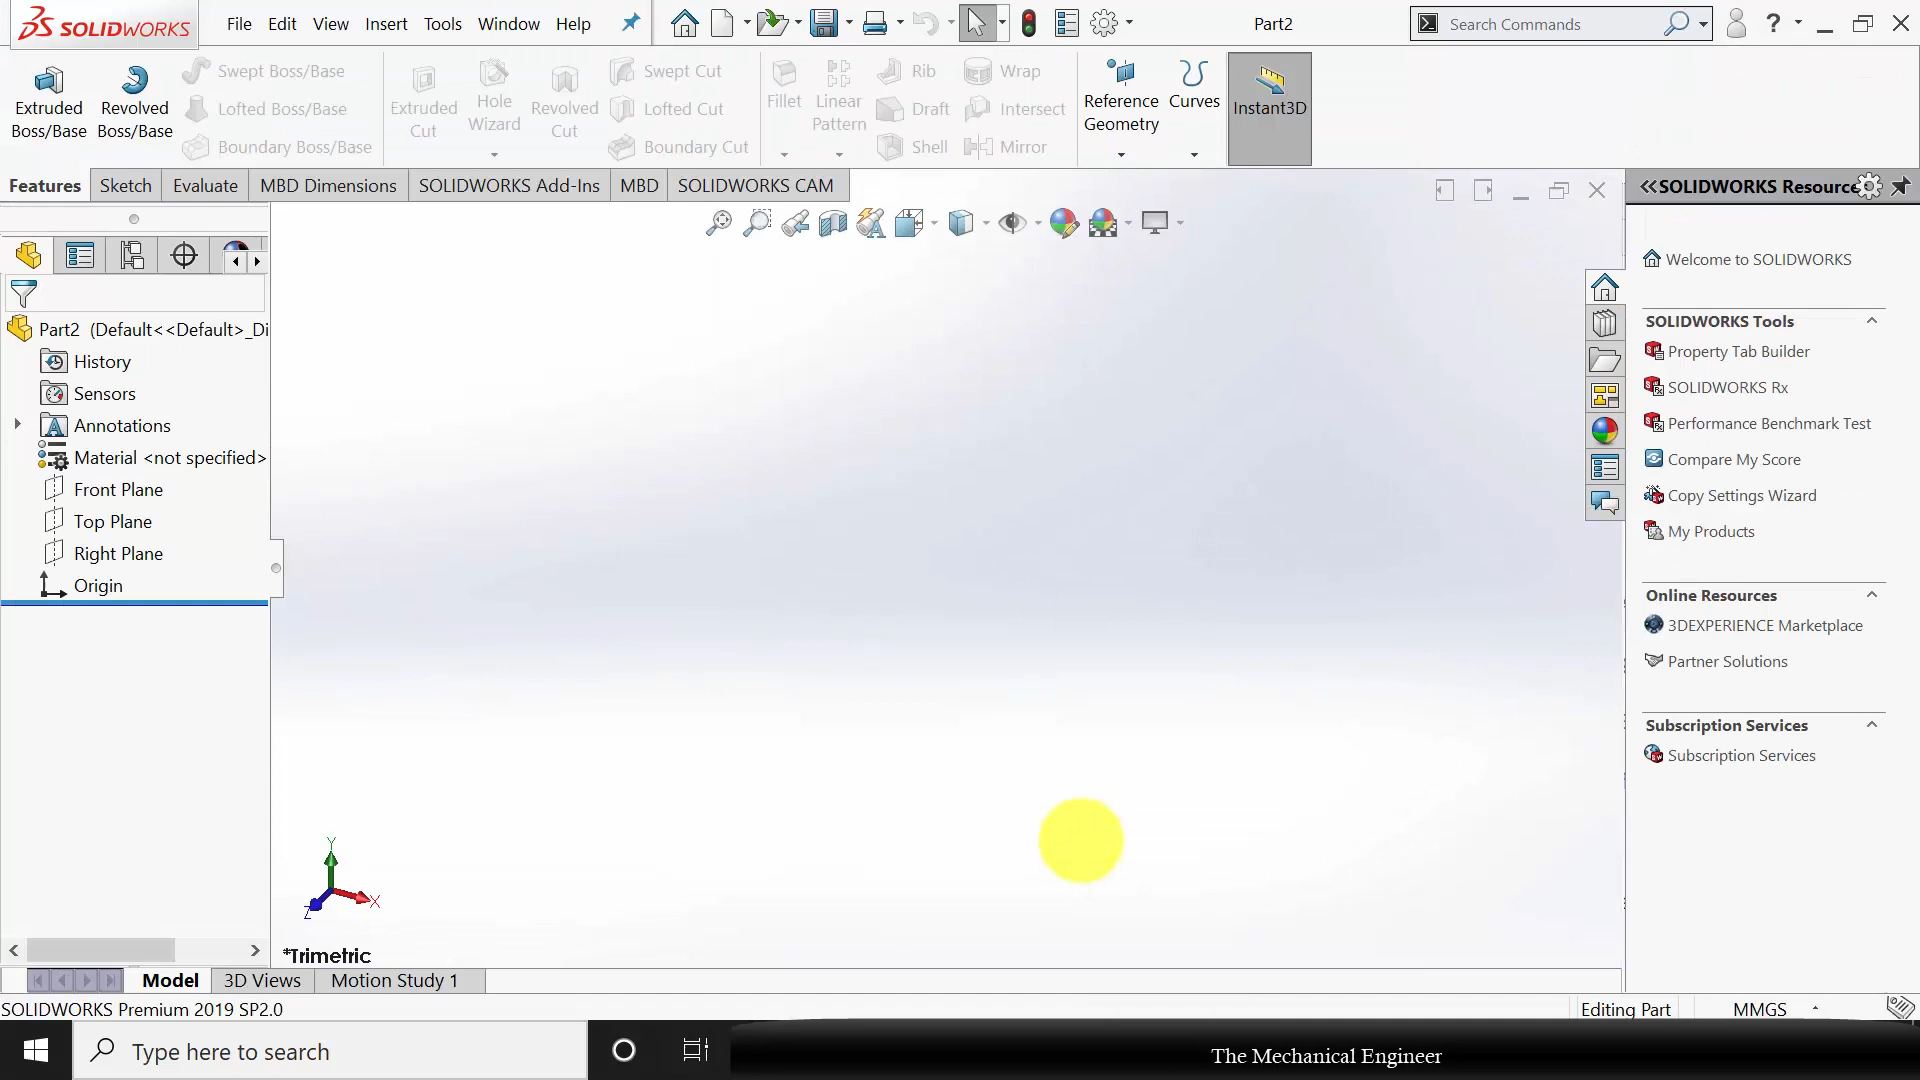 SOLIDWORKS File Edit View Insert Tools Window Help Part2 Search Commands ?
Extruded Boss/Base
Revolved Boss/Base
Swept Boss/Base
Lofted Boss/Base
Boundary Boss/Base
Extruded Cut
Hole Wizard
Revolved Cut
Swept Cut
Lofted Cut
Boundary Cut
Fillet
Linear Pattern
Rib
Draft
Shell
Wrap
Intersect
Mirror
Reference Geometry
Curves
Instant3D
Features Sketch Evaluate MBD Dimensions SOLIDWORKS Add-Ins MBD SOLIDWORKS CAM
Part2 (Default<<Default>_Di
History
Sensors
Annotations
Material <not specified>
Front Plane
Top Plane
Right Plane
Origin
Y
X
Z
*Trimetric
SOLIDWORKS Resource
Welcome to SOLIDWORKS
SOLIDWORKS Tools
Property Tab Builder
SOLIDWORKS Rx
Performance Benchmark Test
Compare My Score
Copy Settings Wizard
My Products
Online Resources
3DEXPERIENCE Marketplace
Partner Solutions
Subscription Services
Subscription Services
Model 3D Views Motion Study 1
SOLIDWORKS Premium 2019 SP2.0 Editing Part MMGS
Type here to search
The Mechanical Engineer